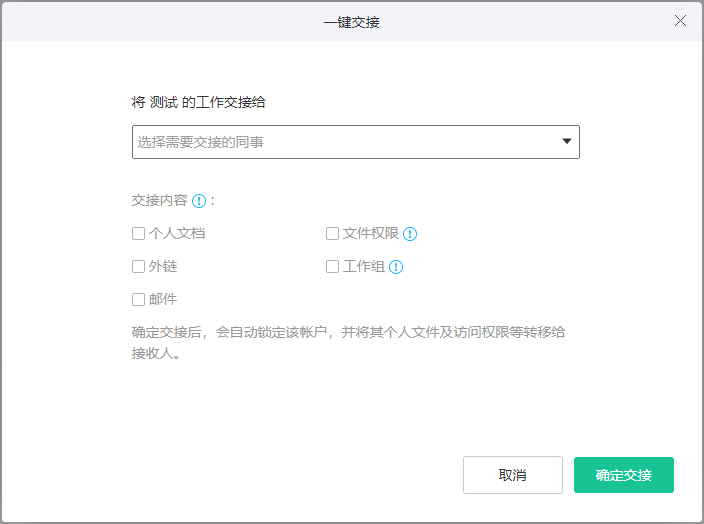 一键交接
将 测试 的工作交接给
选择需要交接的同事
交接内容 ：
个人文档 文件权限
外链 工作组
邮件
确定交接后，会自动锁定该帐户，并将其个人文件及访问权限等转移给
接收人。
取消 确定交接